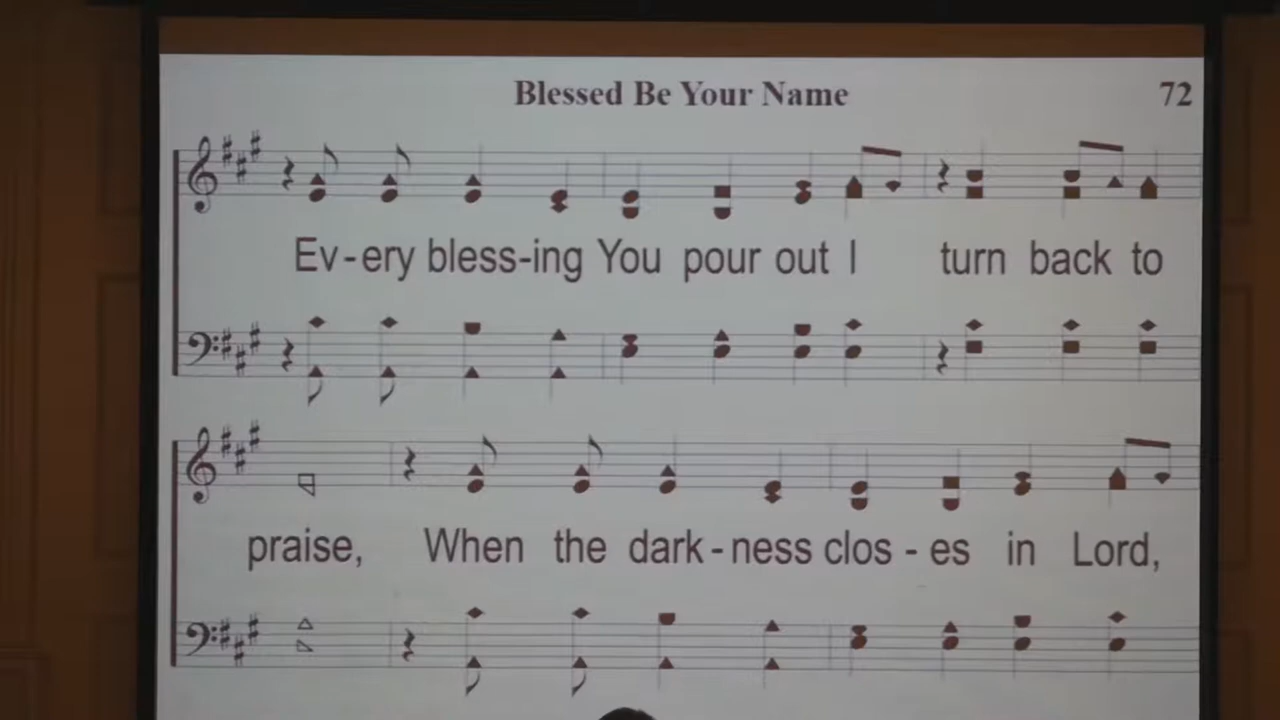 Blessed Be Your Name 72
Ev-ery bless-ing You pour out I turn back to
praise, When the dark-ness clos-es in Lord,